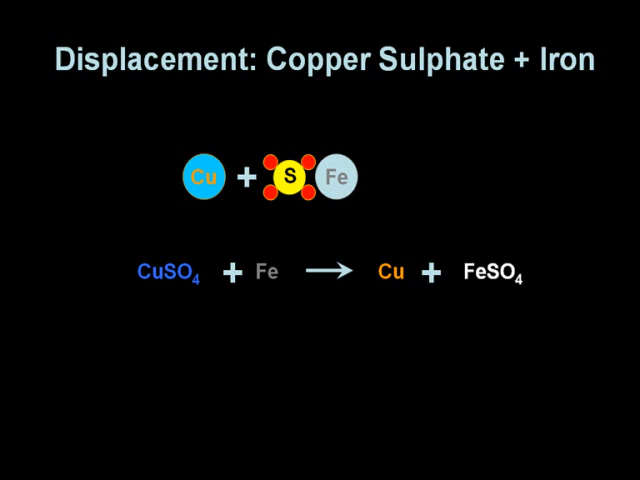 Displacement: Copper Sulphate + Iron
Cu + S Fe
CuSO₄ + Fe → Cu + FeSO₄